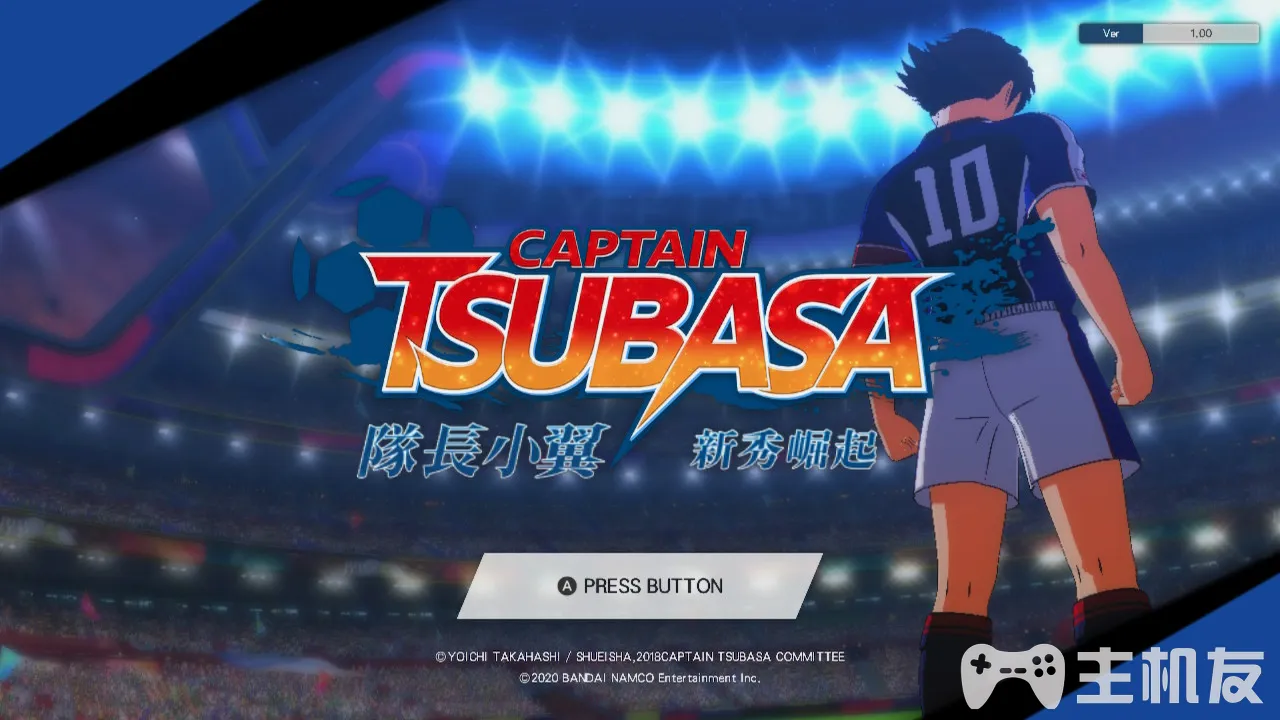 Ver 1.00
10
CAPTAIN
TSUBASA
隊長小翼 新秀崛起
A PRESS BUTTON
©YOICHI TAKAHASHI / SHUEISHA,2018CAPTAIN TSUBASA COMMITTEE
©2020 BANDAI NAMCO Entertainment Inc.
主机友